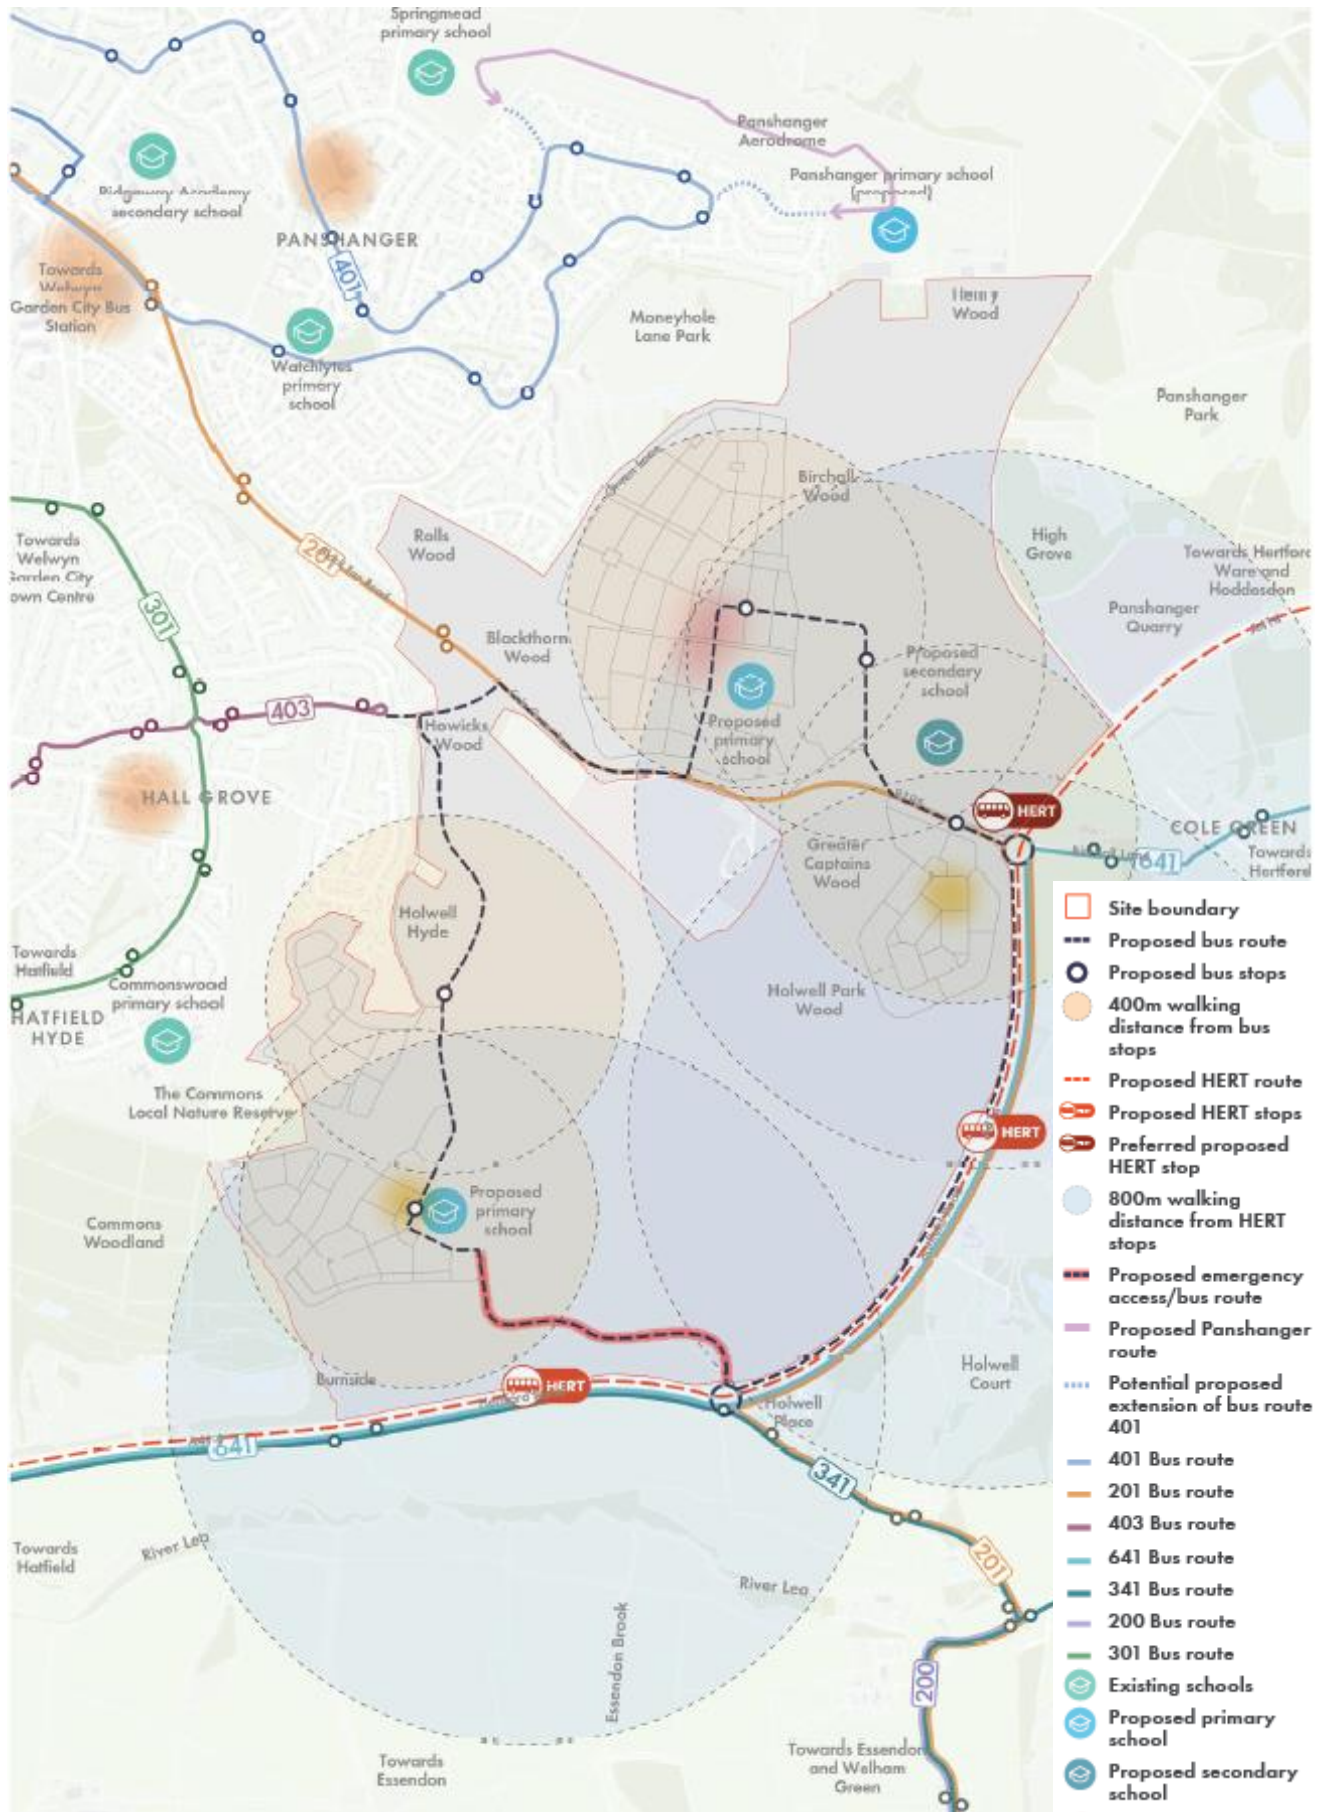 Springmead
primary school
Panshanger
Aerodrome
Panshanger primary school
(proposed)
Ridgeway Academy
secondary school
PANSHANGER
401
Towards
Welwyn
Garden City Bus
Station
Henry
Wood
Moneyhole
Lane Park
Watchlytes
primary
school
Panshanger
Park
Birchall
Wood
Rolls
Wood
High
Grove
Towards
Welwyn
Garden City
own Centre
201
Towards Hertford
Ware and
Hoddesdon
Panshanger
Quarry
301
Blackthorn
Wood
Proposed
secondary
school
403
Howicks
Wood
Proposed
primary
school
HALL GROVE
HERT
COLE GREEN
641
Towards
Hertford
Greater
Captains
Wood
Holwell
Hyde
Towards
Hatfield
Commonswood
primary school
HATFIELD
HYDE
Holwell Park
Wood
The Commons
Local Nature Reserve
HERT
Proposed
primary
school
Commons
Woodland
Burnside
HERT
Holwell
Court
Holwell
Place
641
341
Towards
Hatfield
River Lea
201
River Lea
Essendon Brook
200
Towards
Essendon
Towards Essendon
and Welham
Green
Site boundary
Proposed bus route
Proposed bus stops
400m walking
distance from bus
stops
Proposed HERT route
Proposed HERT stops
Preferred proposed
HERT stop
800m walking
distance from HERT
stops
Proposed emergency
access/bus route
Proposed Panshanger
route
Potential proposed
extension of bus route
401
401 Bus route
201 Bus route
403 Bus route
641 Bus route
341 Bus route
200 Bus route
301 Bus route
Existing schools
Proposed primary
school
Proposed secondary
school